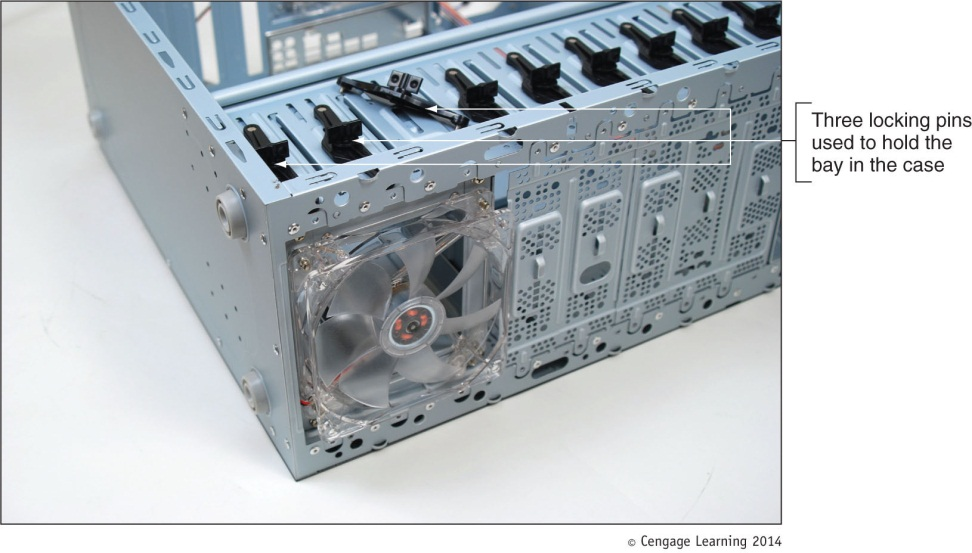 Three locking pins
used to hold the
bay in the case
© Cengage Learning 2014